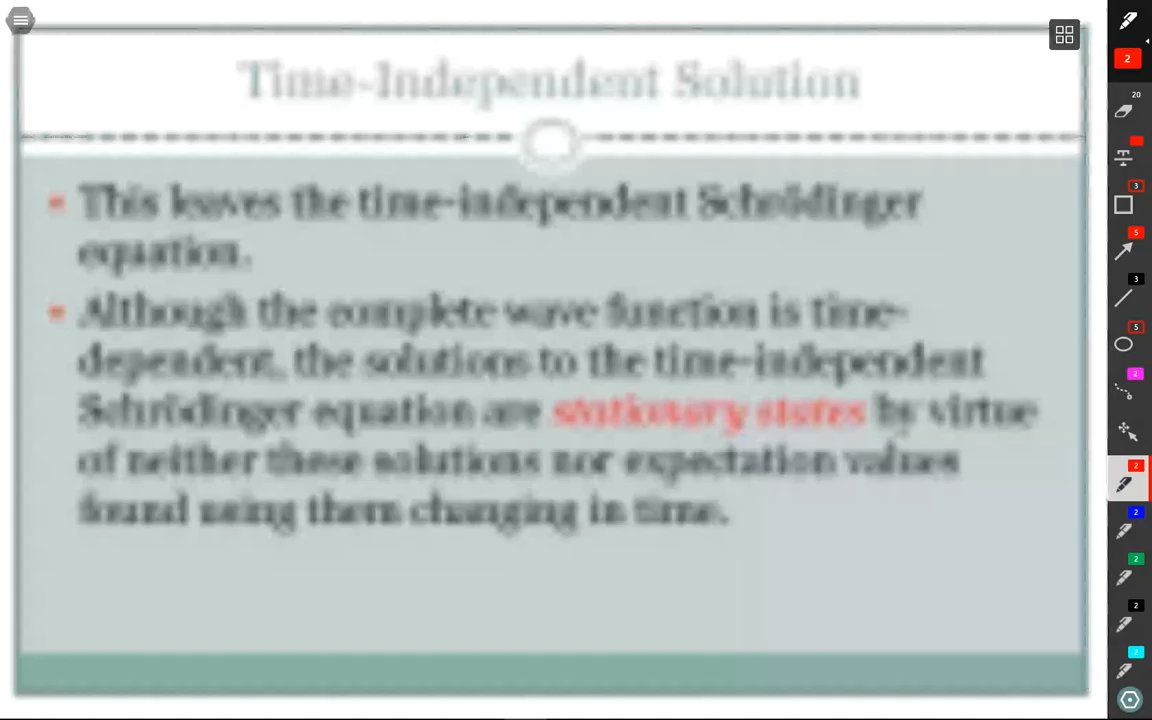 Time-Independent Solution
This leaves the time-independent Schrödinger
equation.
Although the complete wave function is time-
dependent, the solutions to the time-independent
Schrödinger equation are stationary states by virtue
of neither these solutions nor expectation values
found using them changing in time.
2
20
3
5
3
5
2
2
2
2
2
2